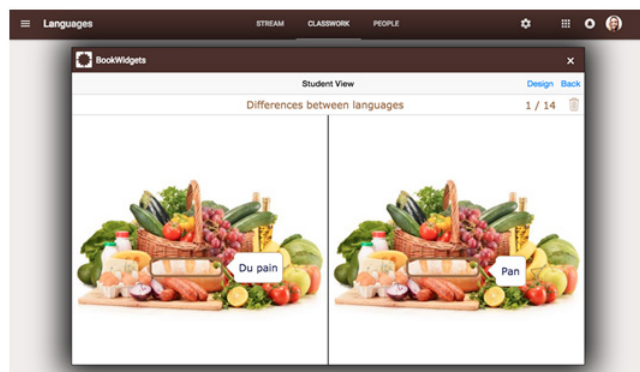 Languages STREAM CLASSWORK PEOPLE
BookWidgets
Student View Design Back
Differences between languages 1 / 14
Du pain Pan